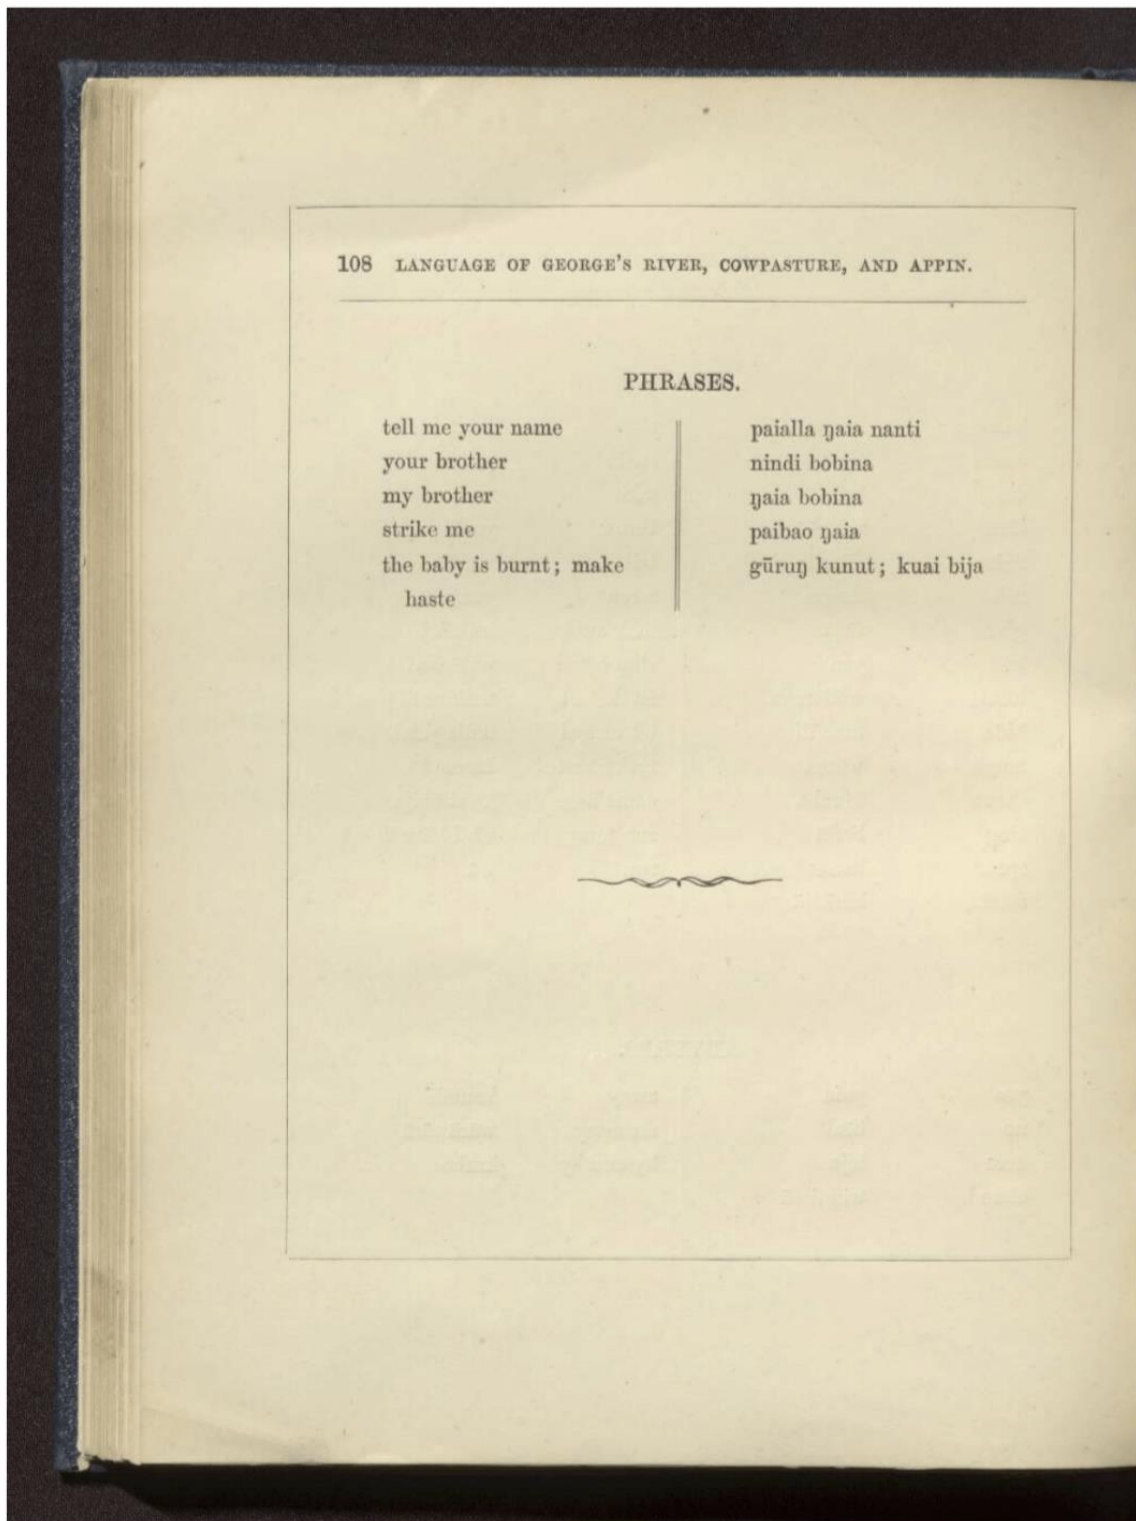 108 LANGUAGE OF GEORGE'S RIVER, COWPASTURE, AND APPIN.
PHRASES.
tell me your name paialla ŋaia nanti
your brother nindi bobina
my brother ŋaia bobina
strike me paibao ŋaia
the baby is burnt; make gūruŋ kunut; kuai bija
haste